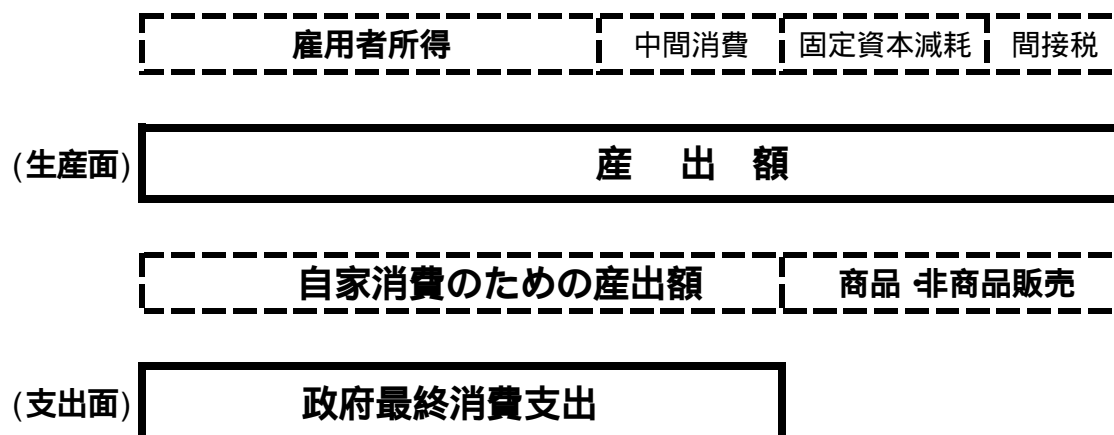 雇用者所得 中間消費 固定資本減耗 間接税
(生産面) 産 出 額
自家消費のための産出額 商品・非商品販売
(支出面) 政府最終消費支出